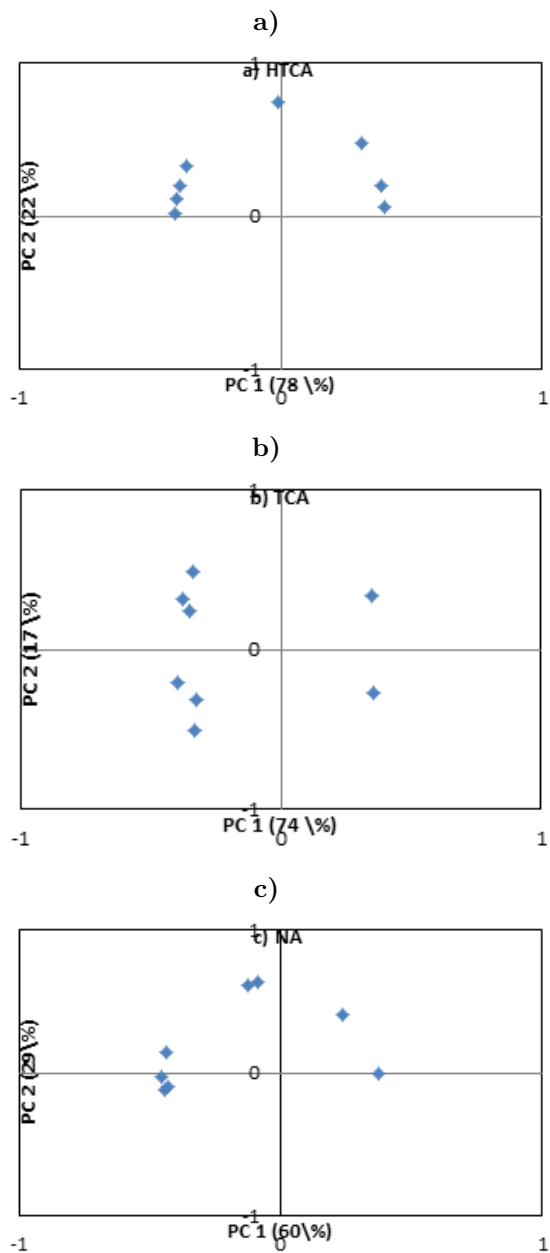 a)
1
a) HTCA
PC 2 (22 \%)
0
-1
PC 1 (78 \%)
-1 0 1
b)
1
b) TCA
PC 2 (17 \%)
0
-1
PC 1 (74 \%)
-1 0 1
c)
1
c) NA
PC 2 (29\%)
0
-1
PC 1 (60\%)
-1 0 1